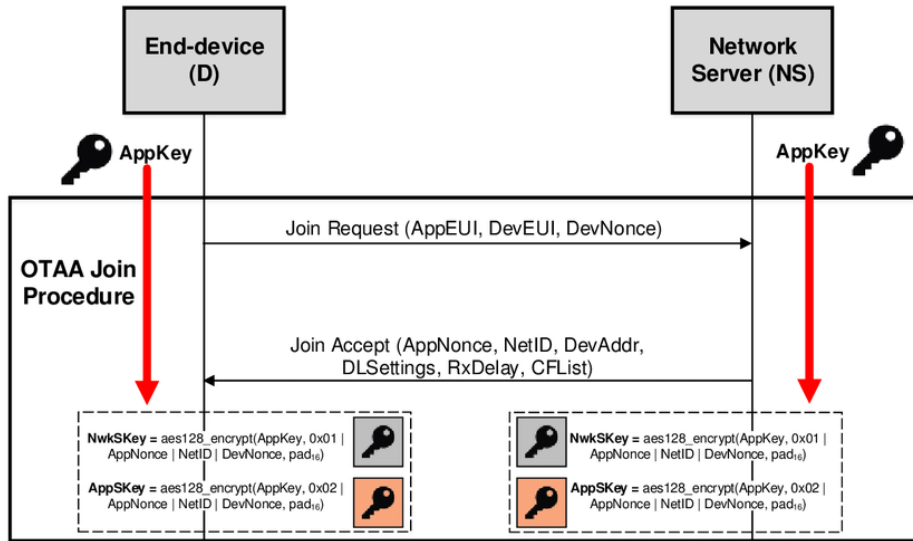 End-device
(D)
Network
Server (NS)
AppKey
AppKey
Join Request (AppEUI, DevEUI, DevNonce)
OTAA Join
Procedure
Join Accept (AppNonce, NetID, DevAddr,
DLSettings, RxDelay, CFList)
NwkSKey = aes128_encrypt(AppKey, 0x01 |
AppNonce | NetID | DevNonce, pad₁₆)
AppSKey = aes128_encrypt(AppKey, 0x02 |
AppNonce | NetID | DevNonce, pad₁₆)
NwkSKey = aes128_encrypt(AppKey, 0x01 |
AppNonce | NetID | DevNonce, pad₁₆)
AppSKey = aes128_encrypt(AppKey, 0x02 |
AppNonce | NetID | DevNonce, pad₁₆)